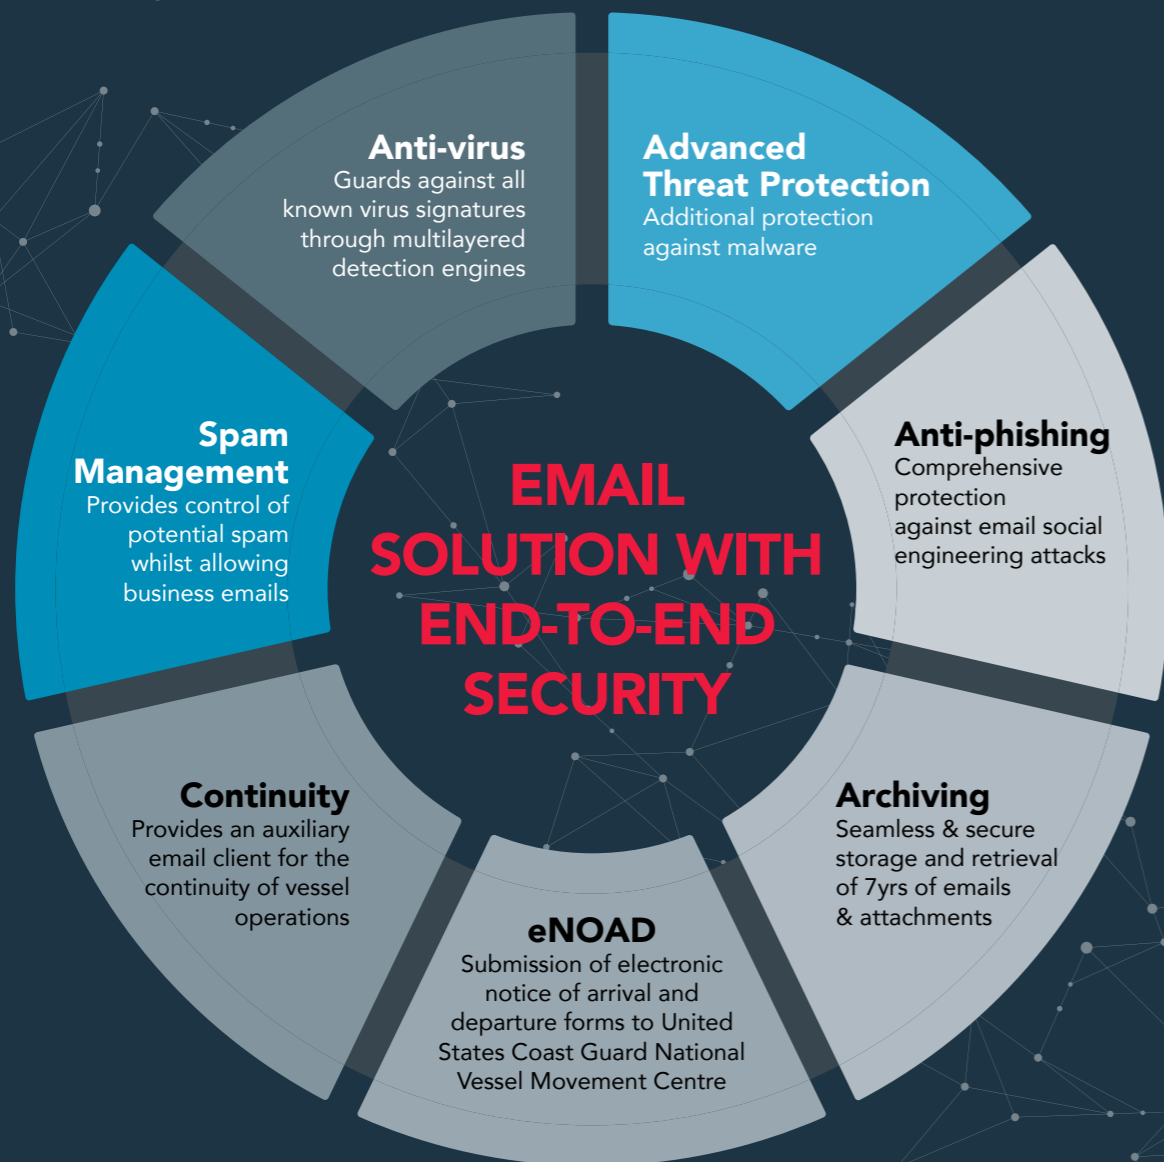 Anti-virus
Guards against all
known virus signatures
through multilayered
detection engines
Advanced
Threat Protection
Additional protection
against malware
Spam
Management
Provides control of
potential spam
whilst allowing
business emails
EMAIL
SOLUTION WITH
END-TO-END
SECURITY
Anti-phishing
Comprehensive
protection
against email social
engineering attacks
Continuity
Provides an auxiliary
email client for the
continuity of vessel
operations
eNOAD
Submission of electronic
notice of arrival and
departure forms to United
States Coast Guard National
Vessel Movement Centre
Archiving
Seamless & secure
storage and retrieval
of 7yrs of emails
& attachments